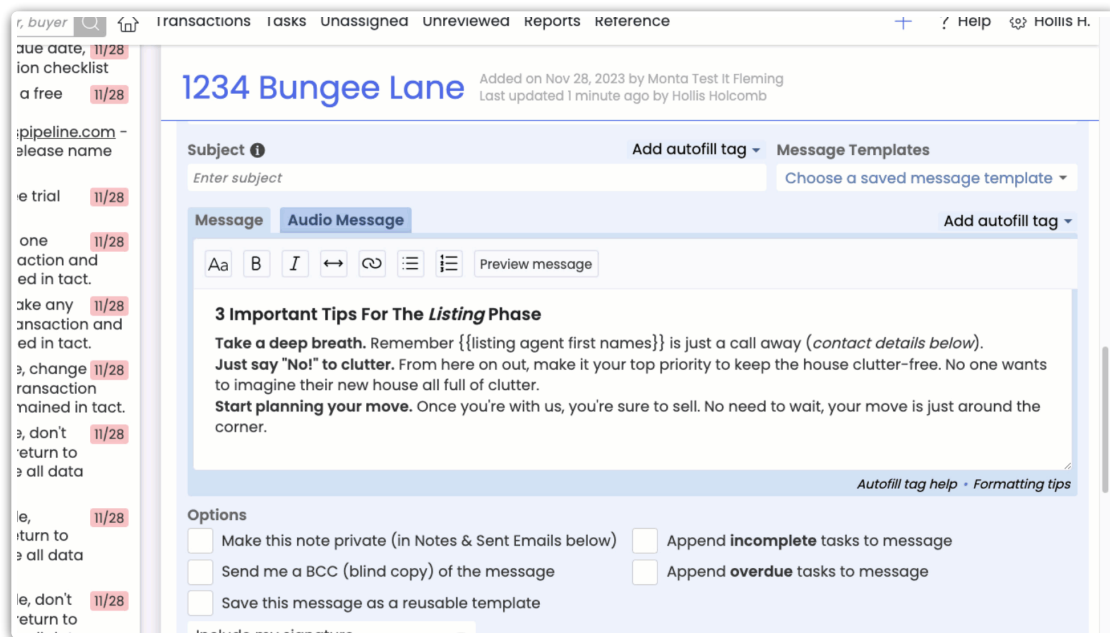 r, buyer
Transactions Tasks Unassigned Unreviewed Reports Reference
+ ? Help Hollis H.
due date, 11/28
ion checklist
a free 11/28
pipeline.com -
elease name
e trial 11/28
one 11/28
action and
ed in tact.
ake any 11/28
ansaction and
ed in tact.
e, change 11/28
ransaction
mained in tact.
e, don't 11/28
return to
e all data
le, 11/28
eturn to
e all data
le, don't 11/28
return to
1234 Bungee Lane
Added on Nov 28, 2023 by Monta Test It Fleming
Last updated 1 minute ago by Hollis Holcomb
Subject Add autofill tag Message Templates
Enter subject Choose a saved message template
Message Audio Message Add autofill tag
Aa B I Preview message
3 Important Tips For The Listing Phase
Take a deep breath. Remember {{listing agent first names}} is just a call away (contact details below).
Just say "No!" to clutter. From here on out, make it your top priority to keep the house clutter-free. No one wants
to imagine their new house all full of clutter.
Start planning your move. Once you're with us, you're sure to sell. No need to wait, your move is just around the
corner.
Autofill tag help • Formatting tips
Options
Make this note private (in Notes & Sent Emails below) Append incomplete tasks to message
Send me a BCC (blind copy) of the message Append overdue tasks to message
Save this message as a reusable template
Include my signature